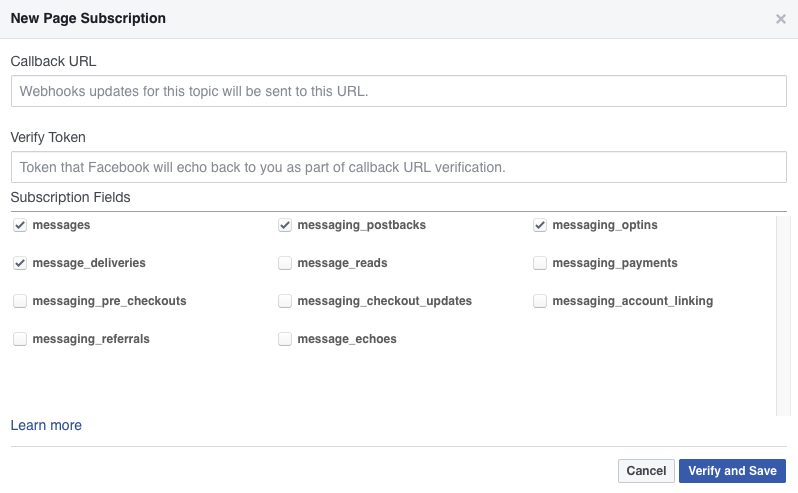 New Page Subscription
Callback URL
Webhooks updates for this topic will be sent to this URL.
Verify Token
Token that Facebook will echo back to you as part of callback URL verification.
Subscription Fields
messages messaging_postbacks messaging_optins
message_deliveries message_reads messaging_payments
messaging_pre_checkouts messaging_checkout_updates messaging_account_linking
messaging_referrals message_echoes
Learn more
Cancel Verify and Save